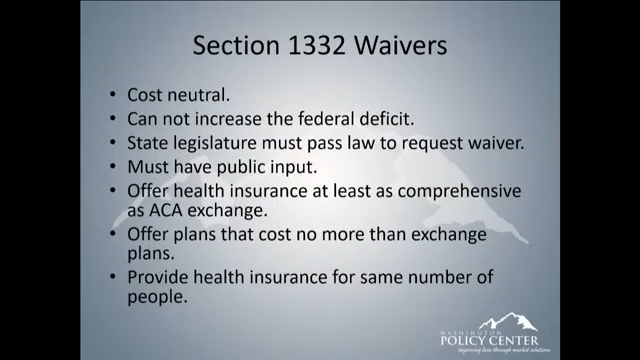 Section 1332 Waivers
• Cost neutral.
• Can not increase the federal deficit.
• State legislature must pass law to request waiver.
• Must have public input.
• Offer health insurance at least as comprehensive
as ACA exchange.
• Offer plans that cost no more than exchange
plans.
• Provide health insurance for same number of
people.
WASHINGTON
POLICY CENTER
Improving lives through market solutions